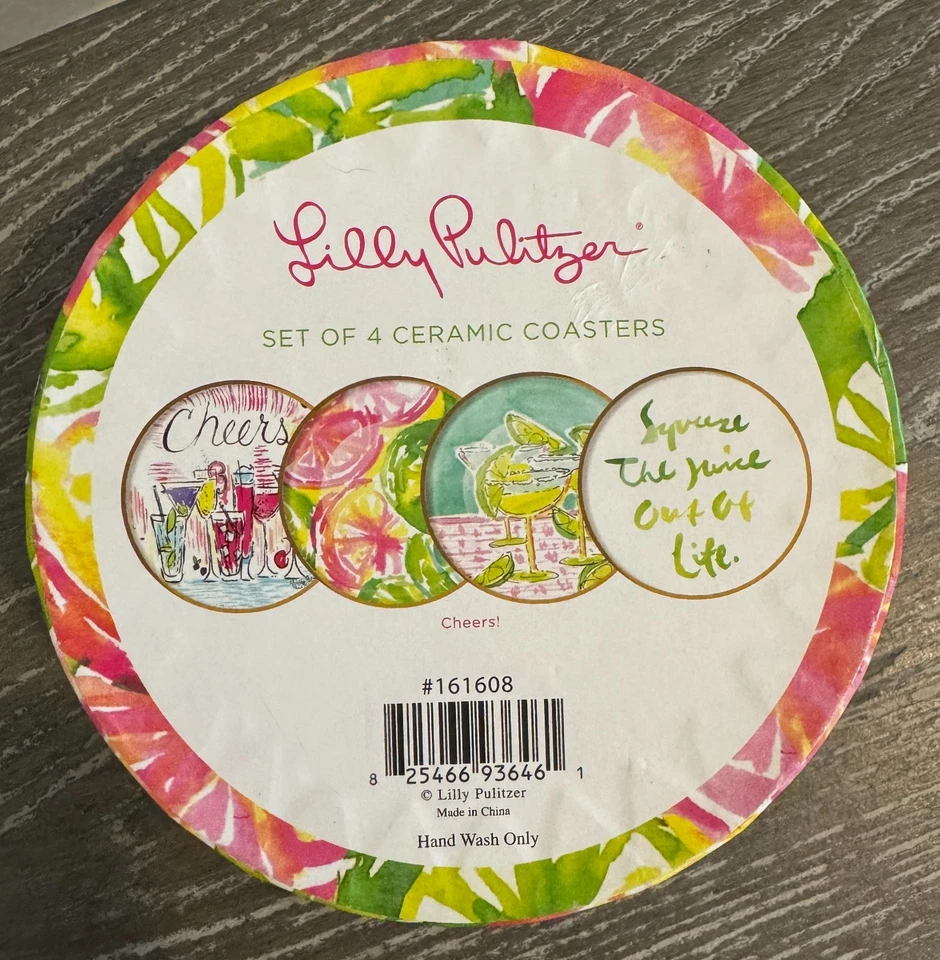 Lilly Pulitzer®
SET OF 4 CERAMIC COASTERS
Cheers
Squeeze
The Juice
Out Of
Life.
Cheers!
#161608
8 25466 93646 1
© Lilly Pulitzer
Made in China
Hand Wash Only